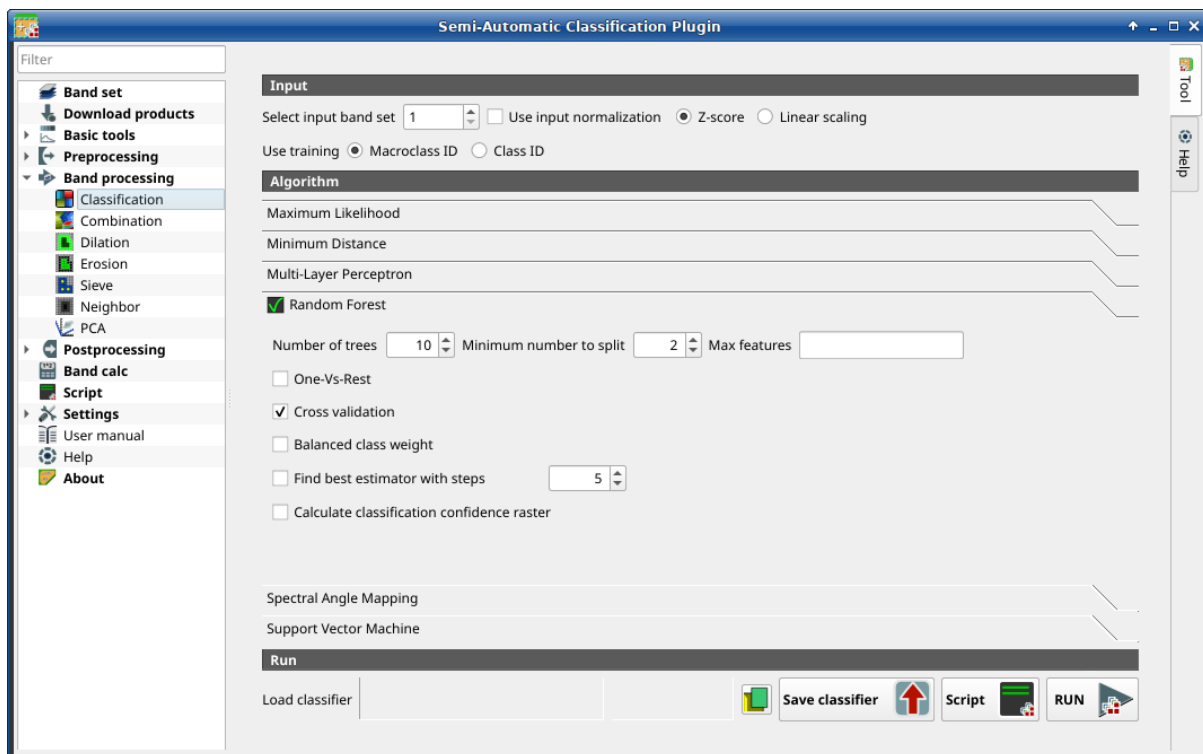 Semi-Automatic Classification Plugin
Filter
Band set
Download products
Basic tools
Preprocessing
Band processing
Classification
Combination
Dilation
Erosion
Sieve
Neighbor
PCA
Postprocessing
Band calc
Script
Settings
User manual
Help
About
Input
Select input band set 1 Use input normalization Z-score Linear scaling
Use training Macroclass ID Class ID
Algorithm
Maximum Likelihood
Minimum Distance
Multi-Layer Perceptron
Random Forest
Number of trees 10 Minimum number to split 2 Max features
One-Vs-Rest
Cross validation
Balanced class weight
Find best estimator with steps 5
Calculate classification confidence raster
Spectral Angle Mapping
Support Vector Machine
Run
Load classifier Save classifier Script RUN
Tool
Help